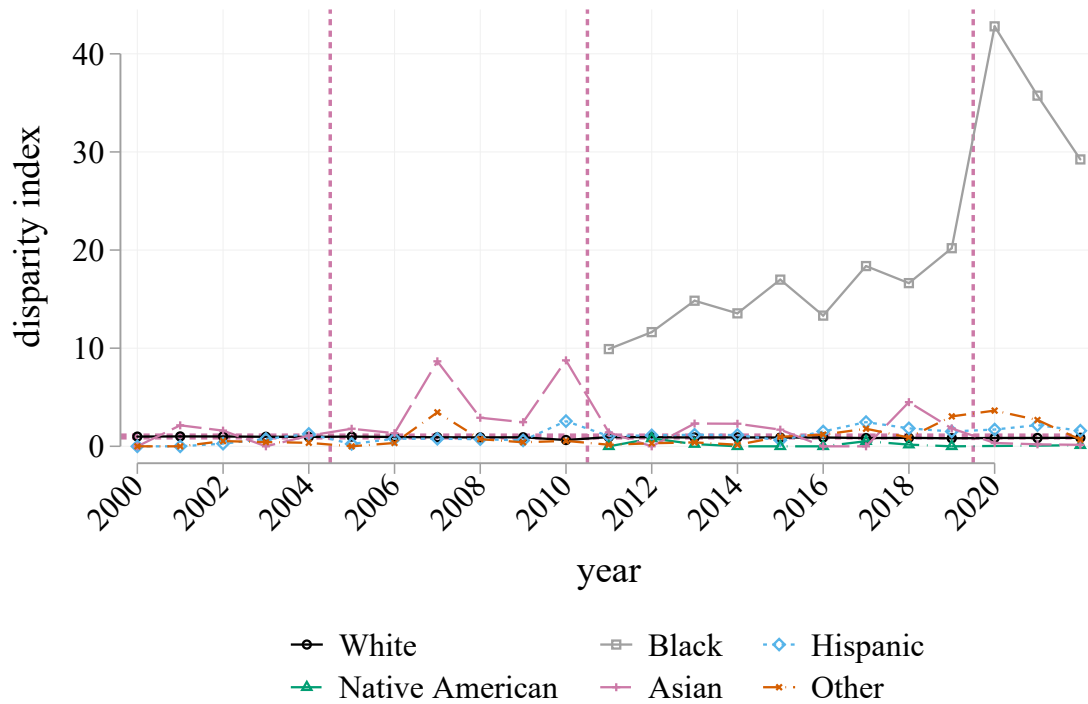 disparity index
40
30
20
10
0
2000 2002 2004 2006 2008 2010 2012 2014 2016 2018 2020
year
White Black Hispanic
Native American Asian Other